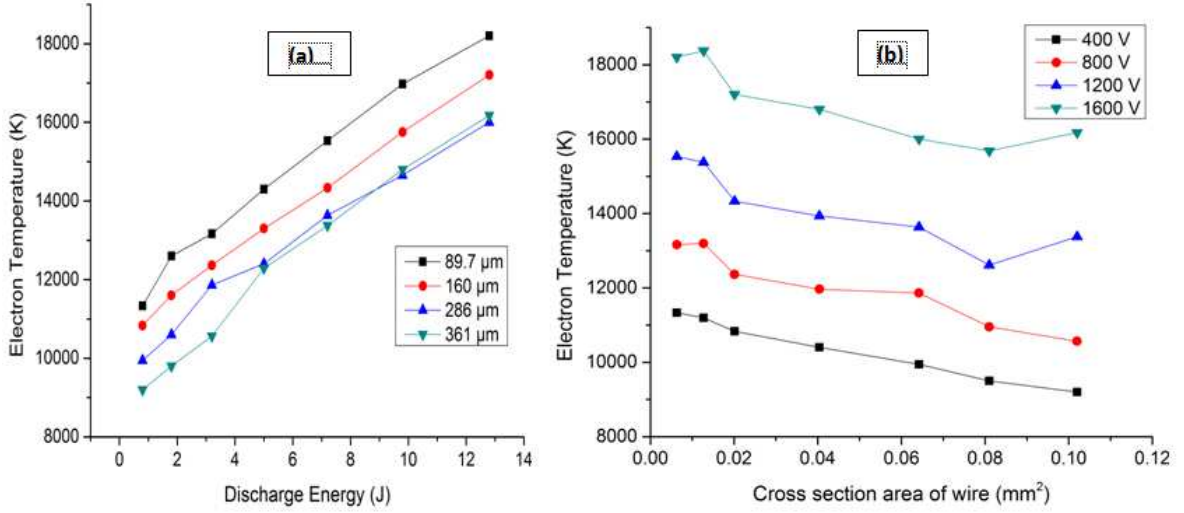 (a)
18000
16000
14000
12000
10000
8000
Electron Temperature (K)
89.7 µm
160 µm
286 µm
361 µm
0 2 4 6 8 10 12 14
Discharge Energy (J)
(b)
400 V
800 V
1200 V
1600 V
18000
16000
14000
12000
10000
8000
Electron Temperature (K)
0.00 0.02 0.04 0.06 0.08 0.10 0.12
Cross section area of wire (mm²)